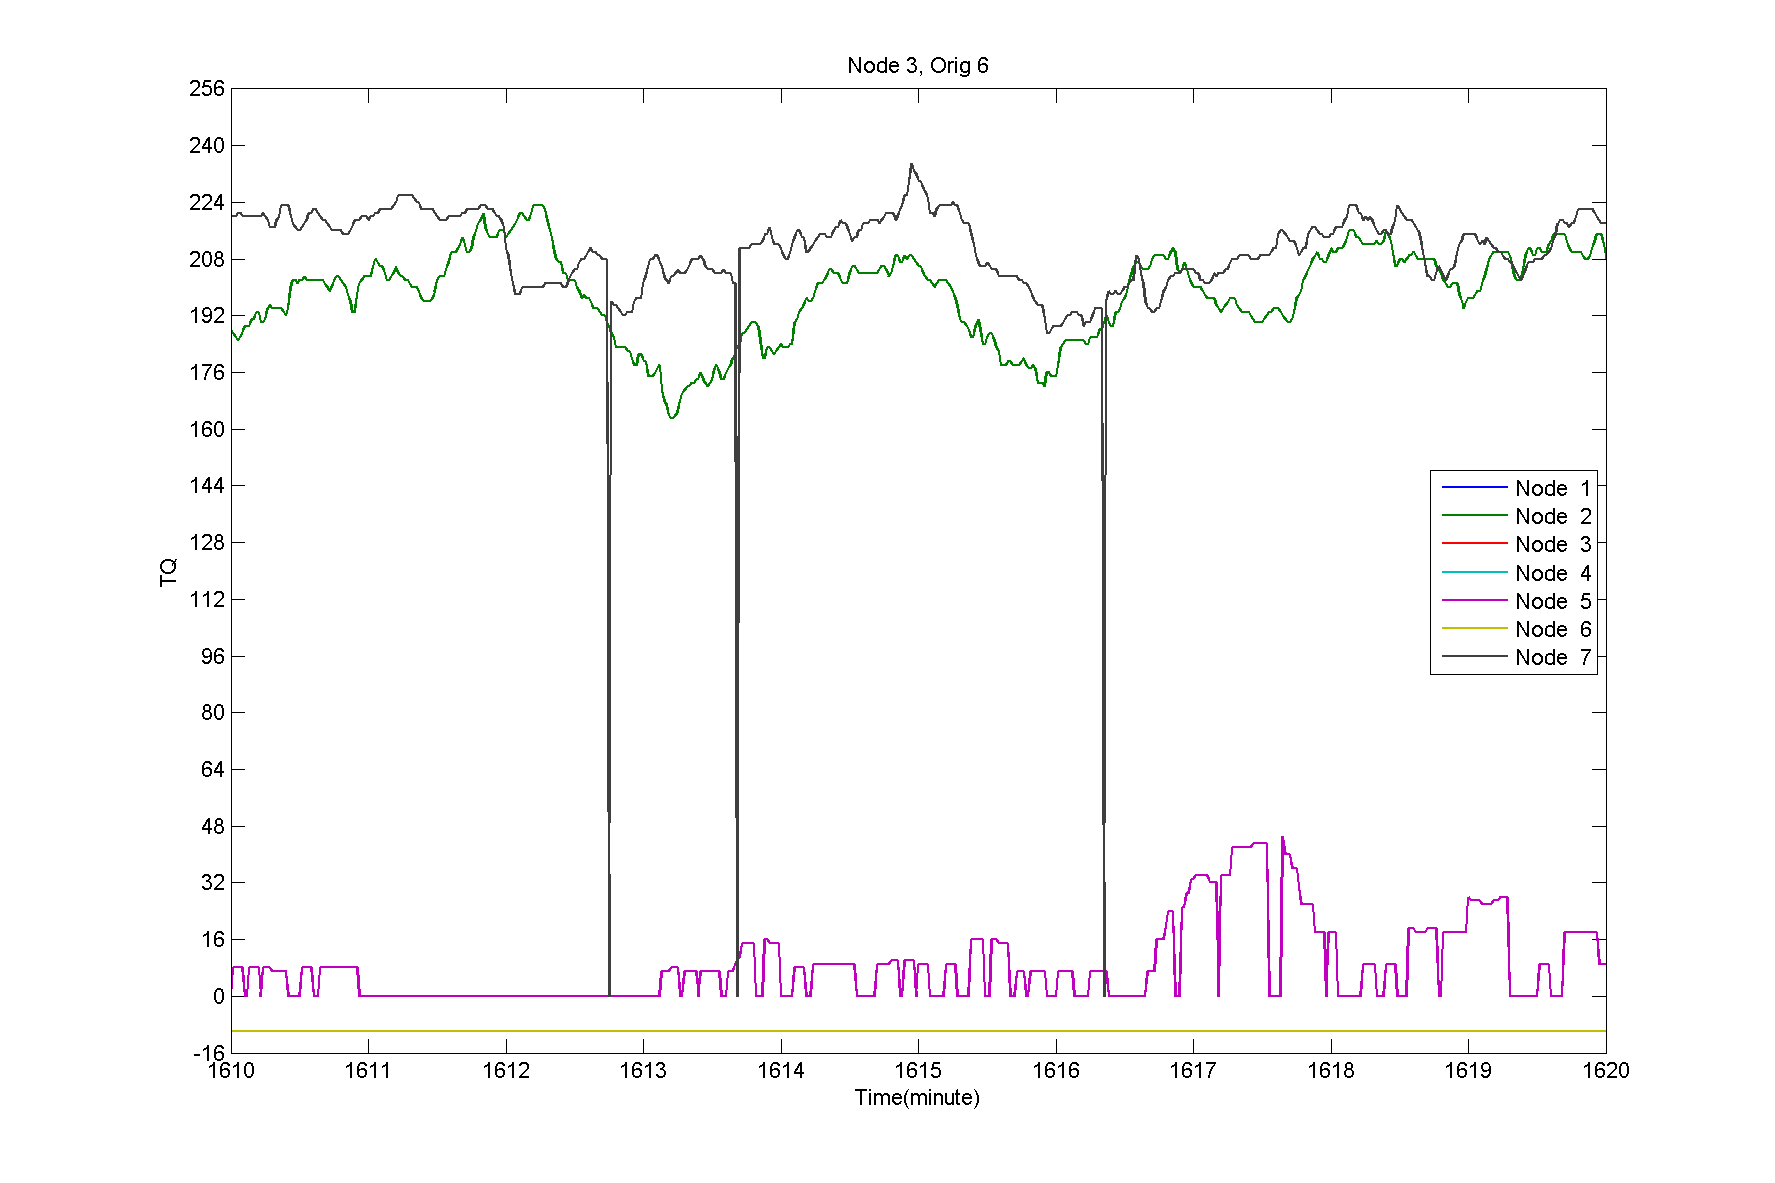 Node 3, Orig 6
256
240
224
208
192
176
160
144
128
112
96
80
64
48
32
16
0
-16
TQ
Node 1
Node 2
Node 3
Node 4
Node 5
Node 6
Node 7
1610 1611 1612 1613 1614 1615 1616 1617 1618 1619 1620
Time(minute)